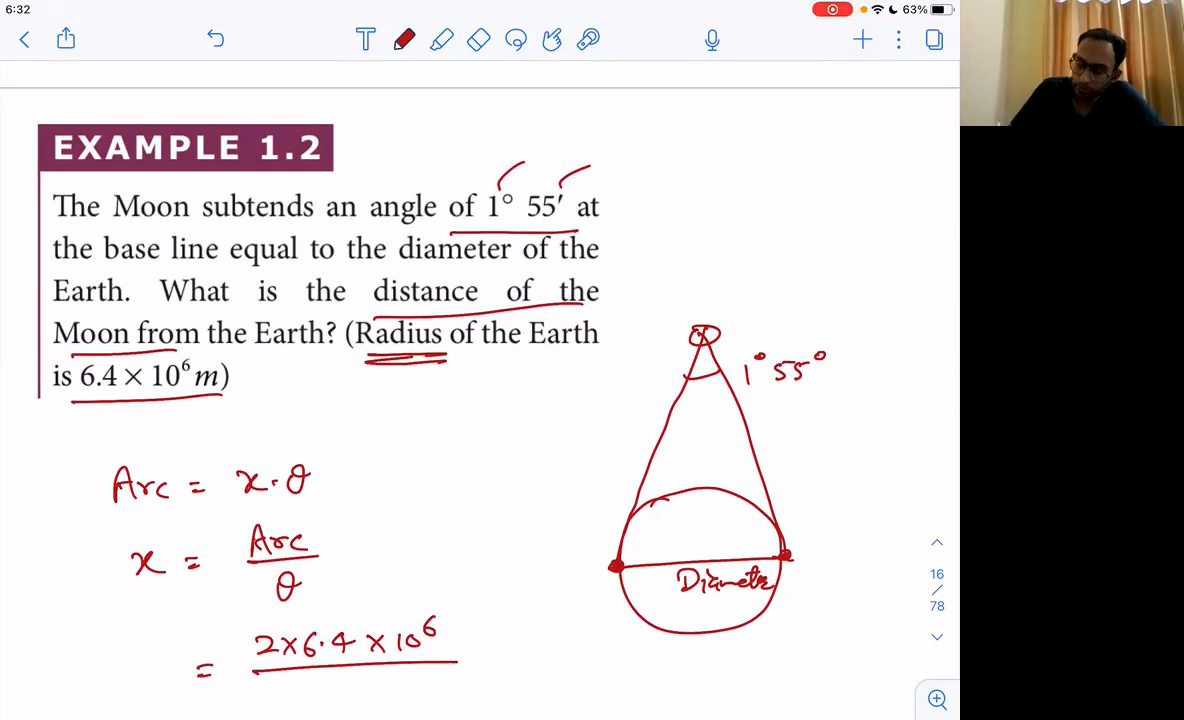 6:32
63%
T
EXAMPLE 1.2
The Moon subtends an angle of 1° 55′ at
the base line equal to the diameter of the
Earth. What is the distance of the
Moon from the Earth? (Radius of the Earth
is 6.4 × 10⁶ m)
1° 55°
Diameter
Arc = x·θ
x = Arc / θ
= 2×6.4 ×10⁶
16
/
78